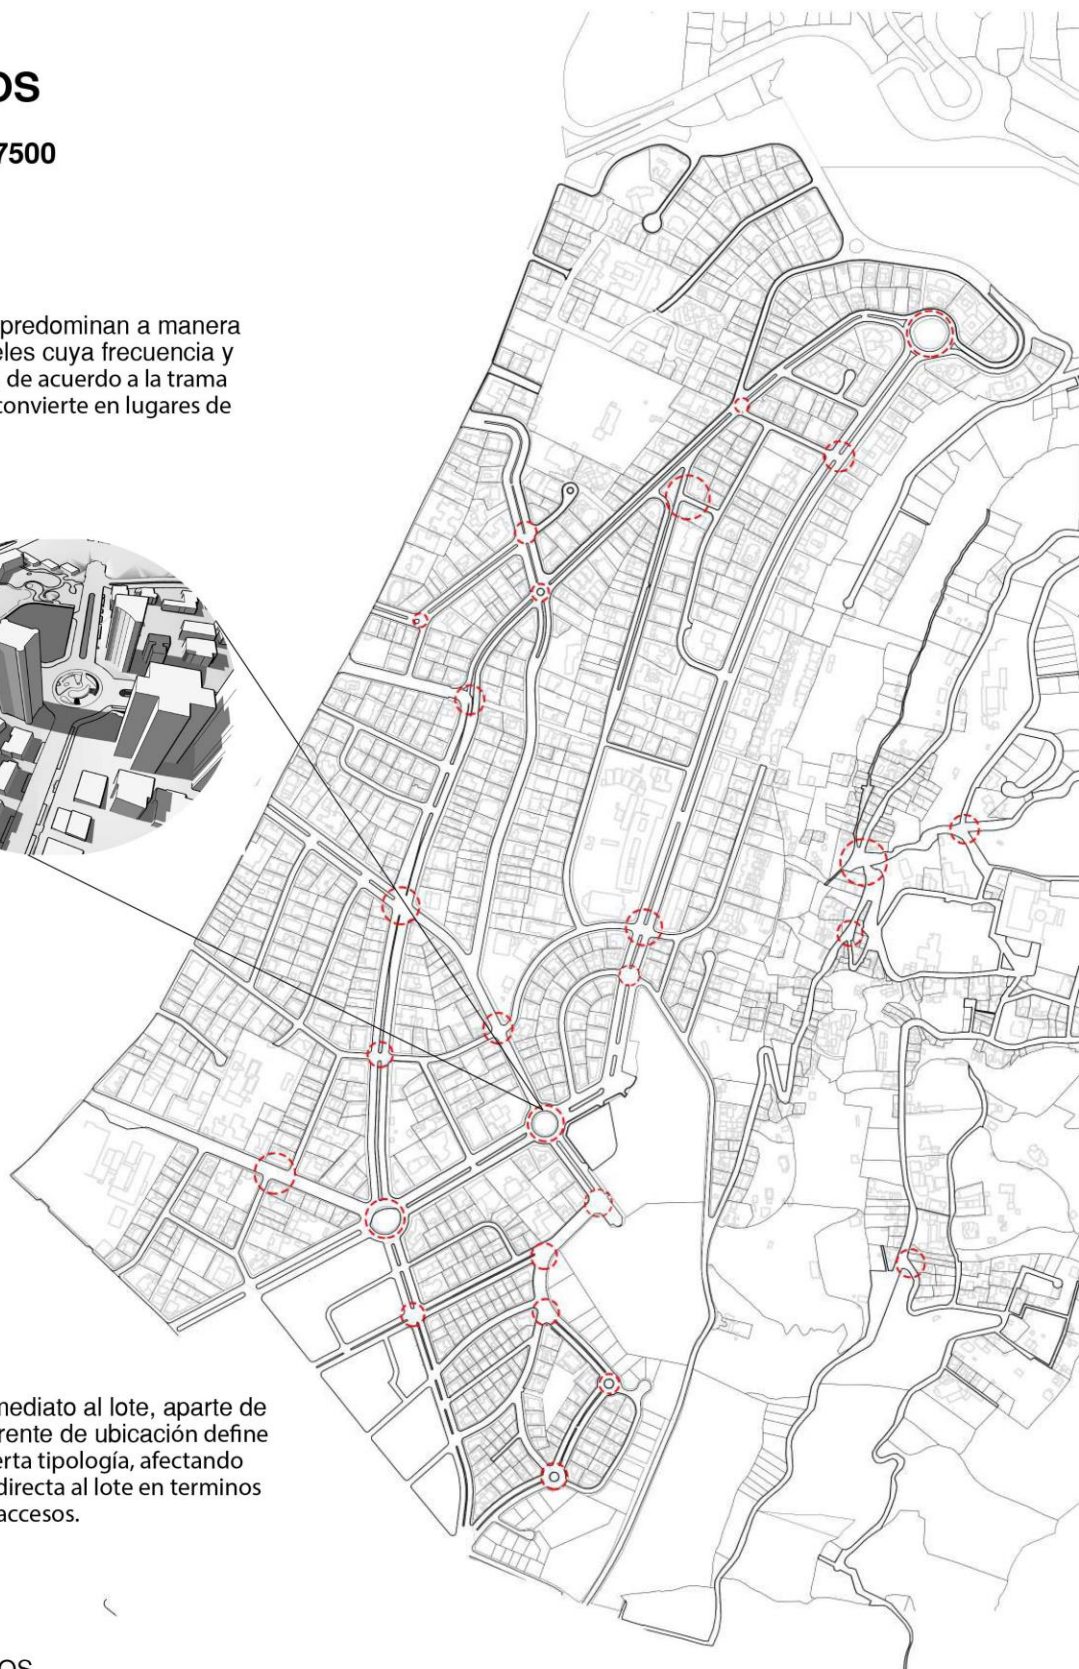 OS
7500
predominan a manera
eles cuya frecuencia y
de acuerdo a la trama
convierte en lugares de
mediato al lote, aparte de
rente de ubicación define
erta tipología, afectando
directa al lote en terminos
accesos.
OS